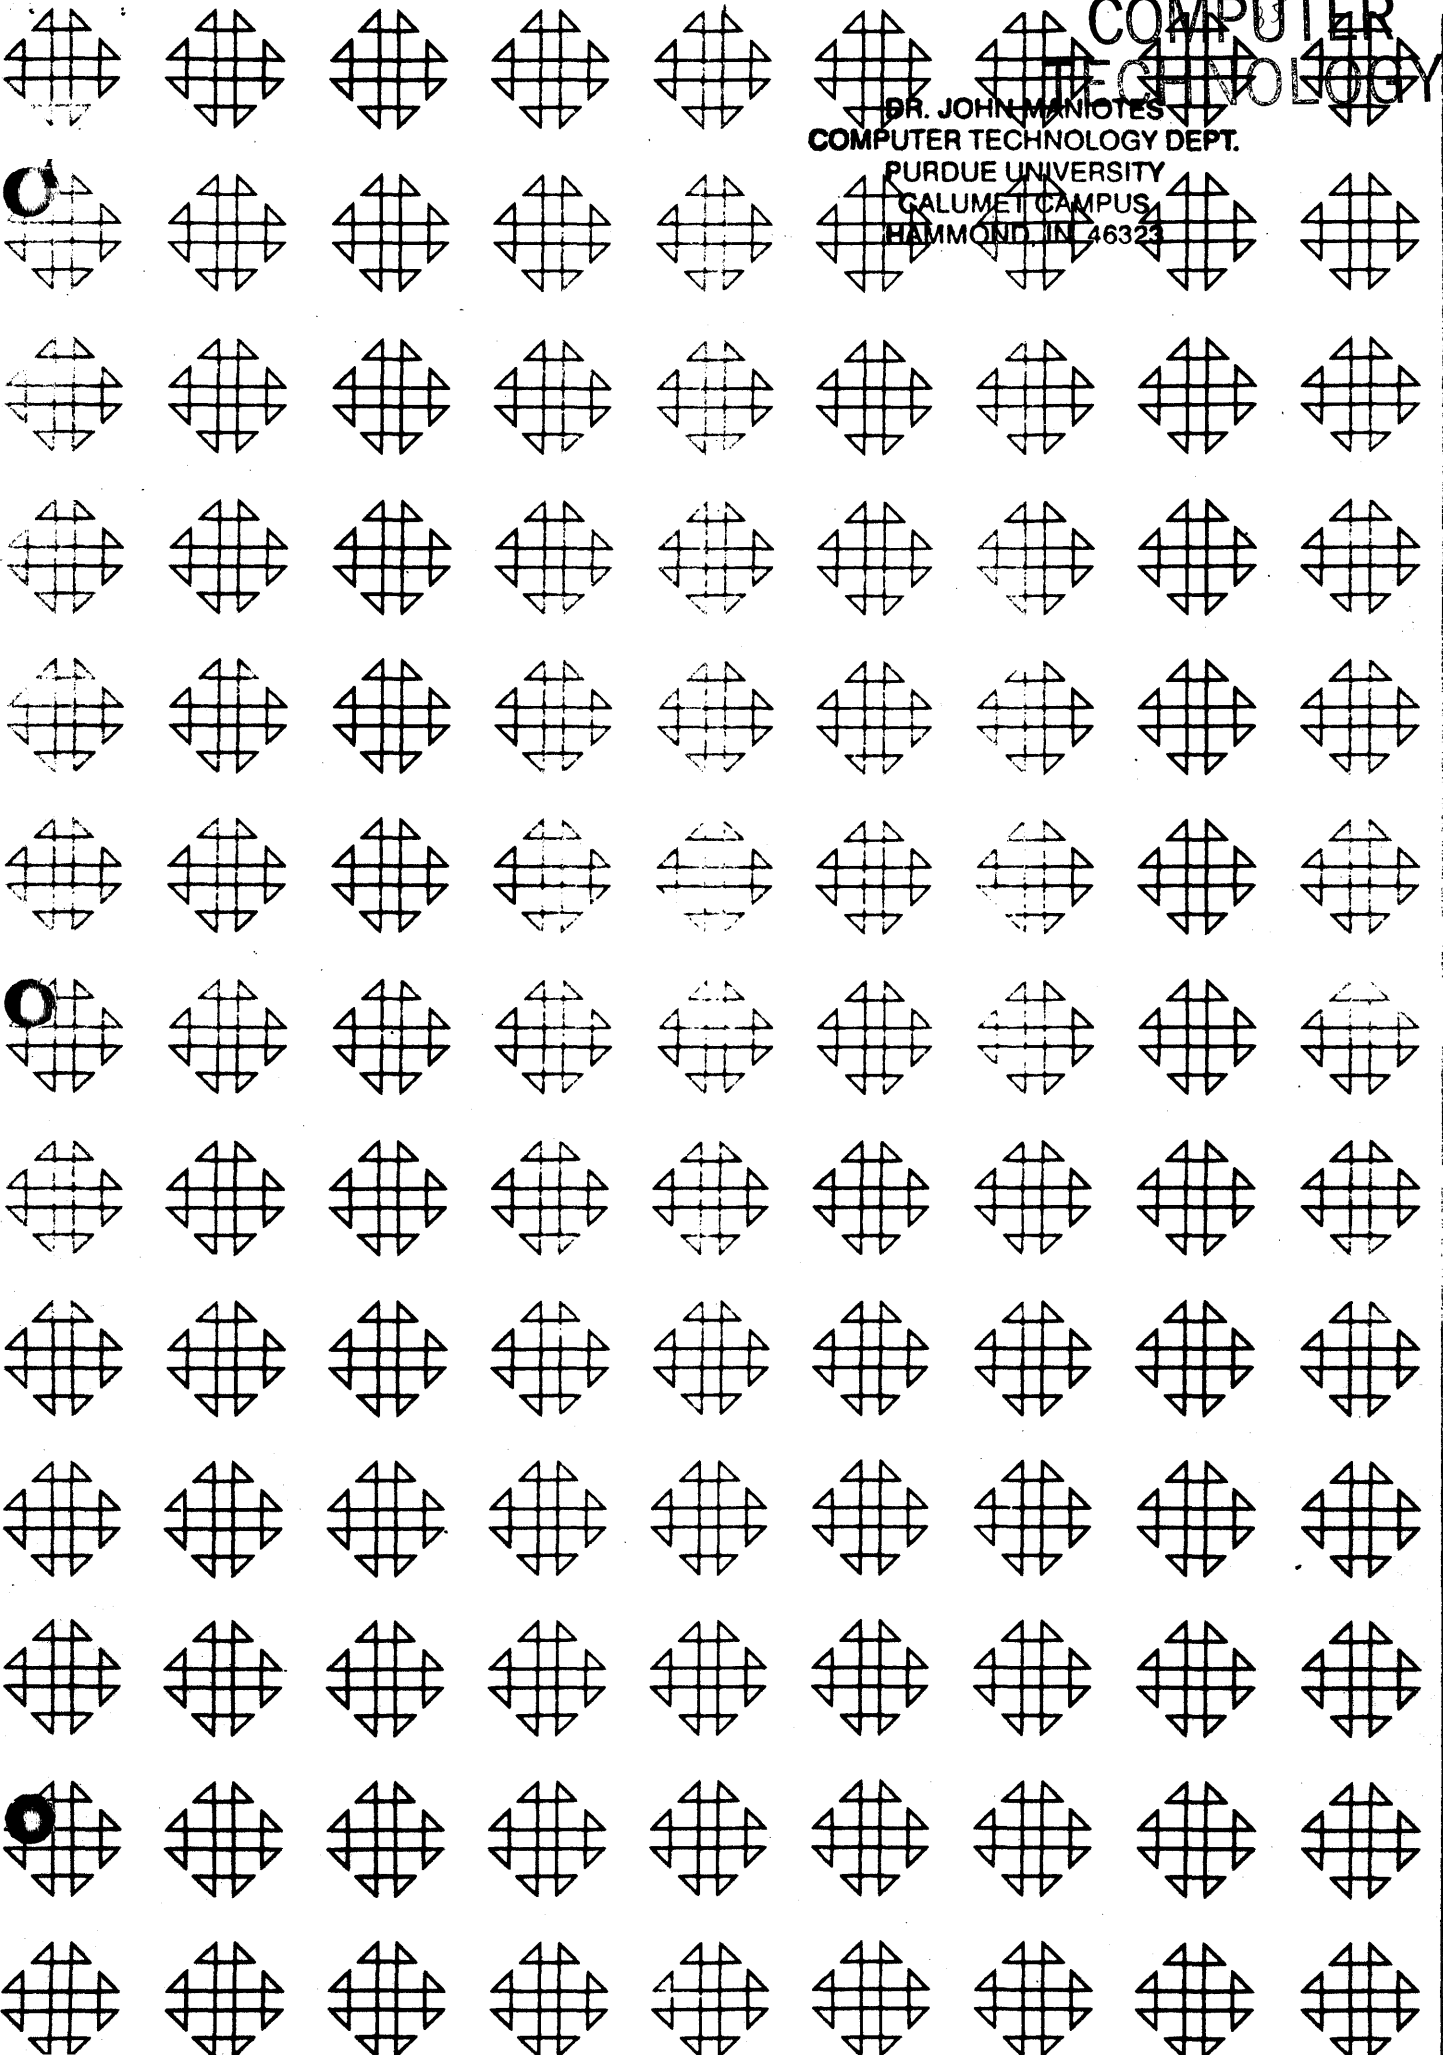 COMPUTER
TECHNOLOGY
DR. JOHN MANIOTES
COMPUTER TECHNOLOGY DEPT.
PURDUE UNIVERSITY
CALUMET CAMPUS
HAMMOND, IN 46323